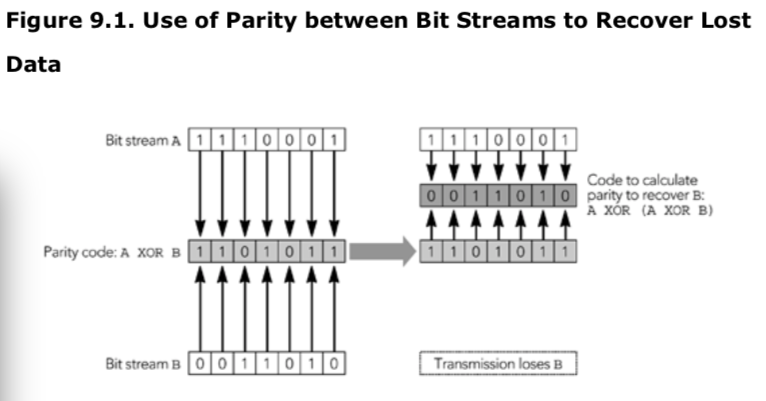 Figure 9.1. Use of Parity between Bit Streams to Recover Lost
Data
Bit stream A 1 1 1 0 0 0 1
Parity code: A XOR B 1 1 0 1 0 1 1
Bit stream B 0 0 1 1 0 1 0
1 1 1 0 0 0 1
0 0 1 1 0 1 0
Code to calculate
parity to recover B:
A XOR (A XOR B)
1 1 0 1 0 1 1
Transmission loses B